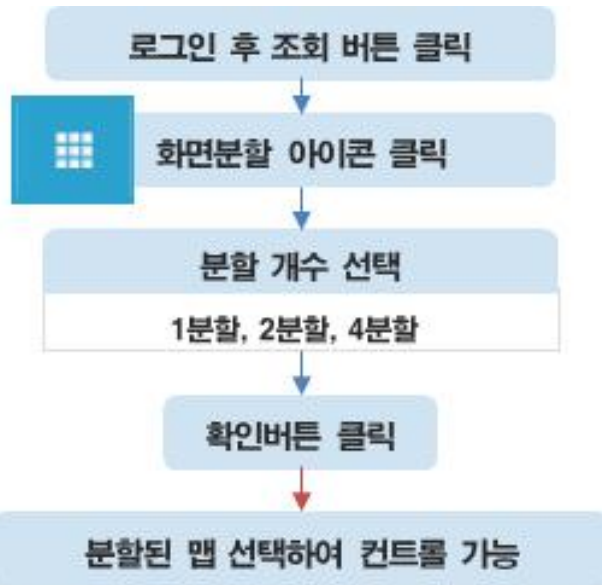 로그인 후 조회 버튼 클릭
화면분할 아이콘 클릭
분할 개수 선택
1분할, 2분할, 4분할
확인버튼 클릭
분할된 맵 선택하여 컨트롤 가능